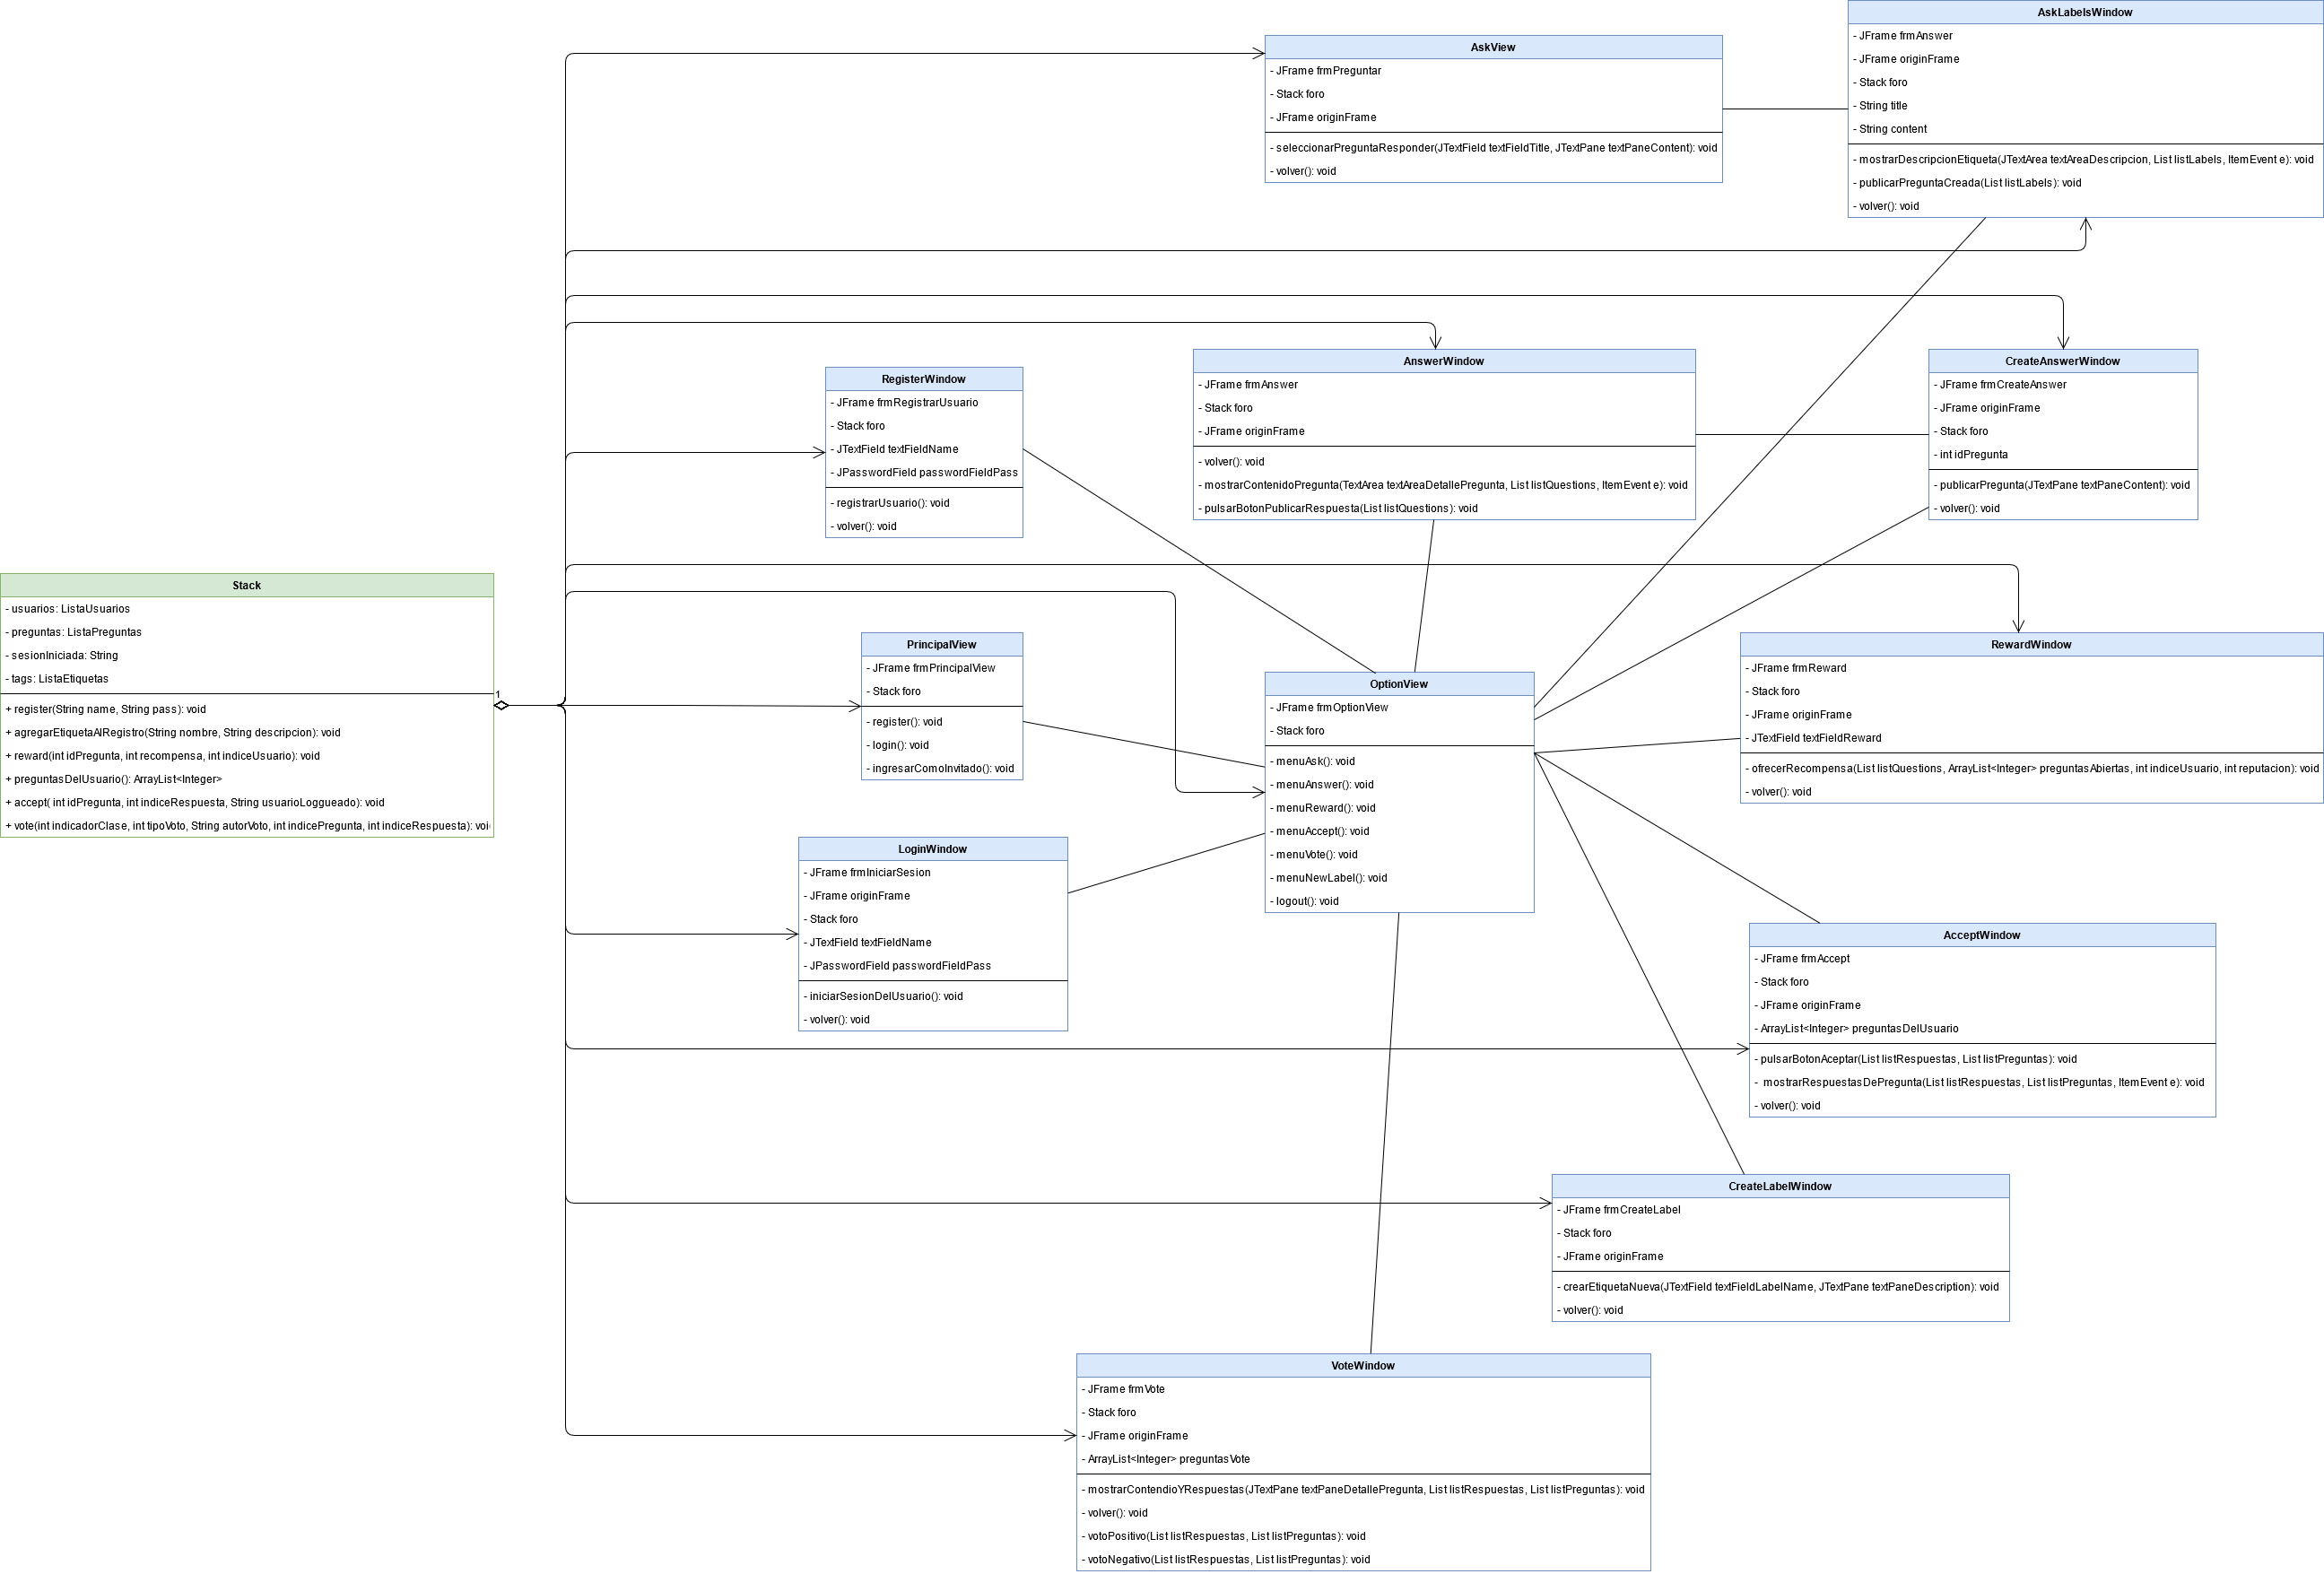 AskLabelsWindow
- JFrame frmAnswer
- JFrame originFrame
- Stack foro
- String title
- String content
- mostrarDescripcionEtiqueta(JTextArea textAreaDescripcion, List listLabels, ItemEvent e): void
- publicarPreguntaCreada(List listLabels): void
- volver(): void
AskView
- JFrame frmPreguntar
- Stack foro
- JFrame originFrame
- seleccionarPreguntaResponder(JTextField textFieldTitle, JTextPane textPaneContent): void
- volver(): void
RegisterWindow
- JFrame frmRegistrarUsuario
- Stack foro
- JTextField textFieldName
- JPasswordField passwordFieldPass
- registrarUsuario(): void
- volver(): void
AnswerWindow
- JFrame frmAnswer
- Stack foro
- JFrame originFrame
- volver(): void
- mostrarContenidoPregunta(TextArea textAreaDetallePregunta, List listQuestions, ItemEvent e): void
- pulsarBotonPublicarRespuesta(List listQuestions): void
CreateAnswerWindow
- JFrame frmCreateAnswer
- JFrame originFrame
- Stack foro
- int idPregunta
- publicarPregunta(JTextPane textPaneContent): void
- volver(): void
Stack
- usuarios: ListaUsuarios
- preguntas: ListaPreguntas
- sesionIniciada: String
- tags: ListaEtiquetas
+ register(String name, String pass): void
+ agregarEtiquetaAlRegistro(String nombre, String descripcion): void
+ reward(int idPregunta, int recompensa, int indiceUsuario): void
+ preguntasDelUsuario(): ArrayList<Integer>
+ accept( int idPregunta, int indiceRespuesta, String usuarioLoggueado): void
+ vote(int indicadorClase, int tipoVoto, String autorVoto, int indicePregunta, int indiceRespuesta): voi
1
PrincipalView
- JFrame frmPrincipalView
- Stack foro
- register(): void
- login(): void
- ingresarComoInvitado(): void
OptionView
- JFrame frmOptionView
- Stack foro
- menuAsk(): void
- menuAnswer(): void
- menuReward(): void
- menuAccept(): void
- menuVote(): void
- menuNewLabel(): void
- logout(): void
RewardWindow
- JFrame frmReward
- Stack foro
- JFrame originFrame
- JTextField textFieldReward
- ofrecerRecompensa(List listQuestions, ArrayList<Integer> preguntasAbiertas, int indiceUsuario, int reputacion): void
- volver(): void
LoginWindow
- JFrame frmIniciarSesion
- JFrame originFrame
- Stack foro
- JTextField textFieldName
- JPasswordField passwordFieldPass
- iniciarSesionDelUsuario(): void
- volver(): void
AcceptWindow
- JFrame frmAccept
- Stack foro
- JFrame originFrame
- ArrayList<Integer> preguntasDelUsuario
- pulsarBotonAceptar(List listRespuestas, List listPreguntas): void
- mostrarRespuestasDePregunta(List listRespuestas, List listPreguntas, ItemEvent e): void
- volver(): void
CreateLabelWindow
- JFrame frmCreateLabel
- Stack foro
- JFrame originFrame
- crearEtiquetaNueva(JTextField textFieldLabelName, JTextPane textPaneDescription): void
- volver(): void
VoteWindow
- JFrame frmVote
- Stack foro
- JFrame originFrame
- ArrayList<Integer> preguntasVote
- mostrarContendioYRespuestas(JTextPane textPaneDetallePregunta, List listRespuestas, List listPreguntas): void
- volver(): void
- votoPositivo(List listRespuestas, List listPreguntas): void
- votoNegativo(List listRespuestas, List listPreguntas): void